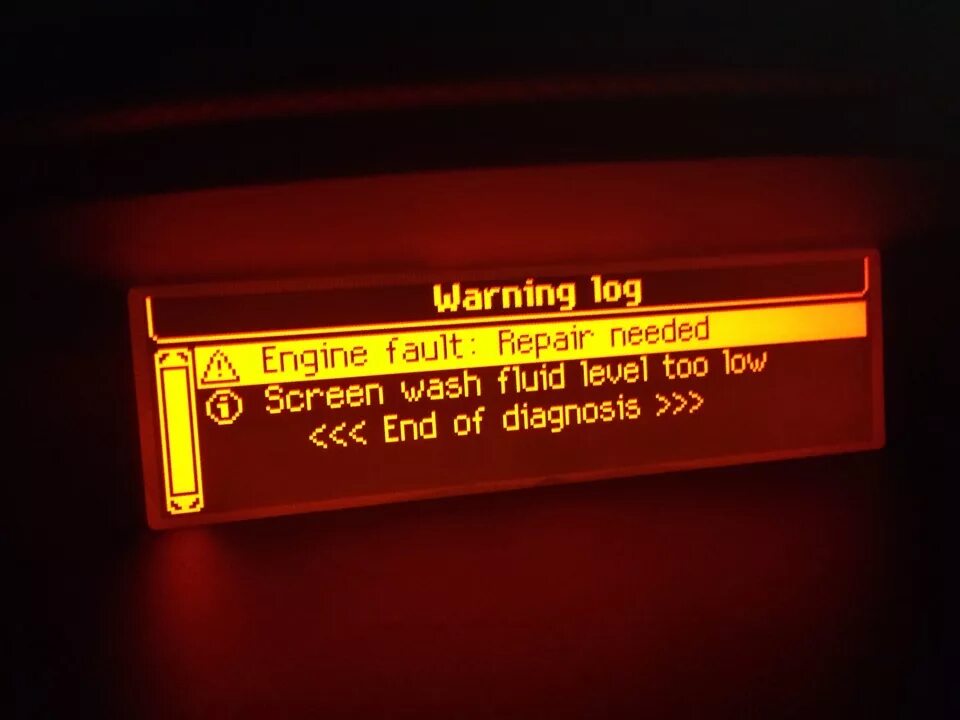 Warning log
Engine fault: Repair needed
Screen wash fluid level too low
<<< End of diagnosis >>>